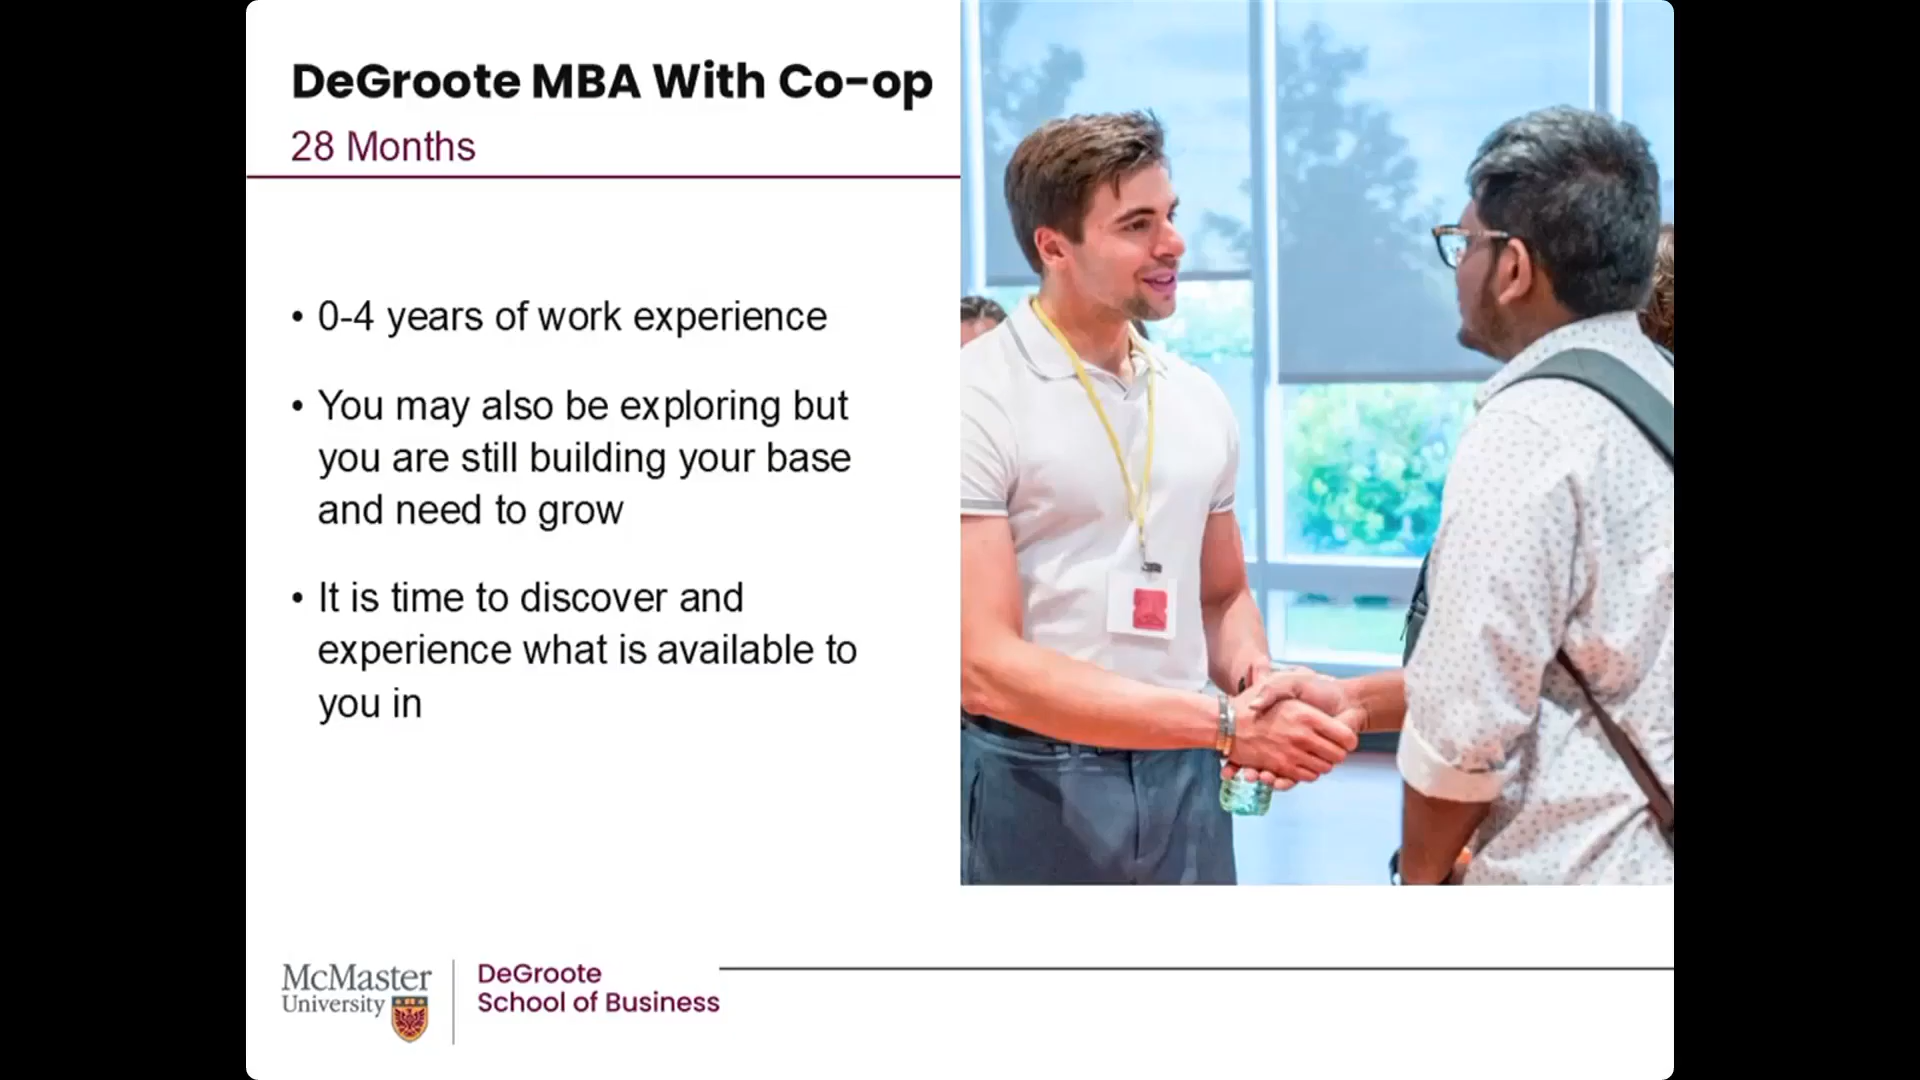 DeGroote MBA With Co-op
28 Months
• 0-4 years of work experience
• You may also be exploring but
you are still building your base
and need to grow
• It is time to discover and
experience what is available to
you in
McMaster
University
DeGroote
School of Business